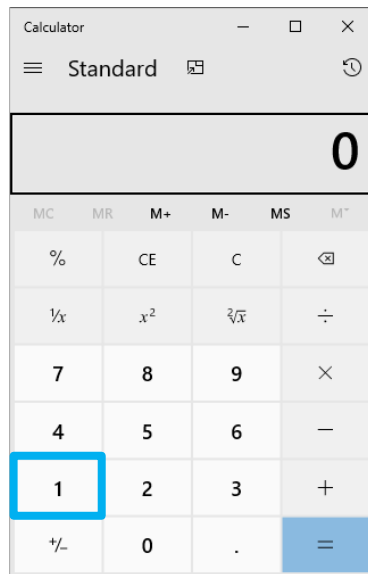 Calculator
Standard
0
MC MR M+ M- MS M˅
% CE C
¹/x x² ²√x ÷
7 8 9 ×
4 5 6 −
1 2 3 +
+/− 0 . =